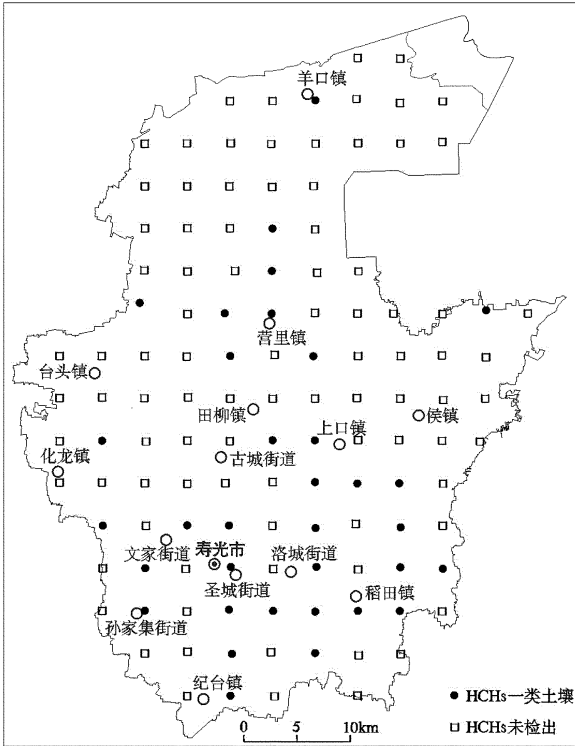 羊口镇
营里镇
台头镇
田柳镇
侯镇
上口镇
化龙镇
古城街道
文家街道
寿光市
洛城街道
圣城街道
稻田镇
孙家集街道
纪台镇
HCHs一类土壤
HCHs未检出
0 5 10km